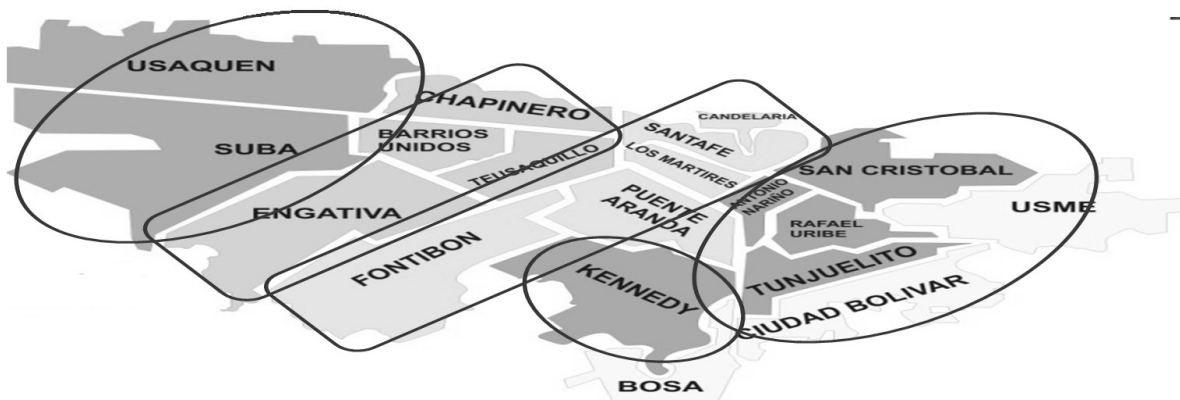 USAQUEN
CHAPINERO
CANDELARIA
SANTAFE
BARRIOS
UNIDOS
SUBA
TEUSAQUILLO
LOS MARTIRES
SAN CRISTOBAL
ANTONIO
NARIÑO
PUENTE
ARANDA
ENGATIVA
USME
RAFAEL
URIBE
FONTIBON
TUNJUELITO
KENNEDY
CIUDAD BOLIVAR
BOSA